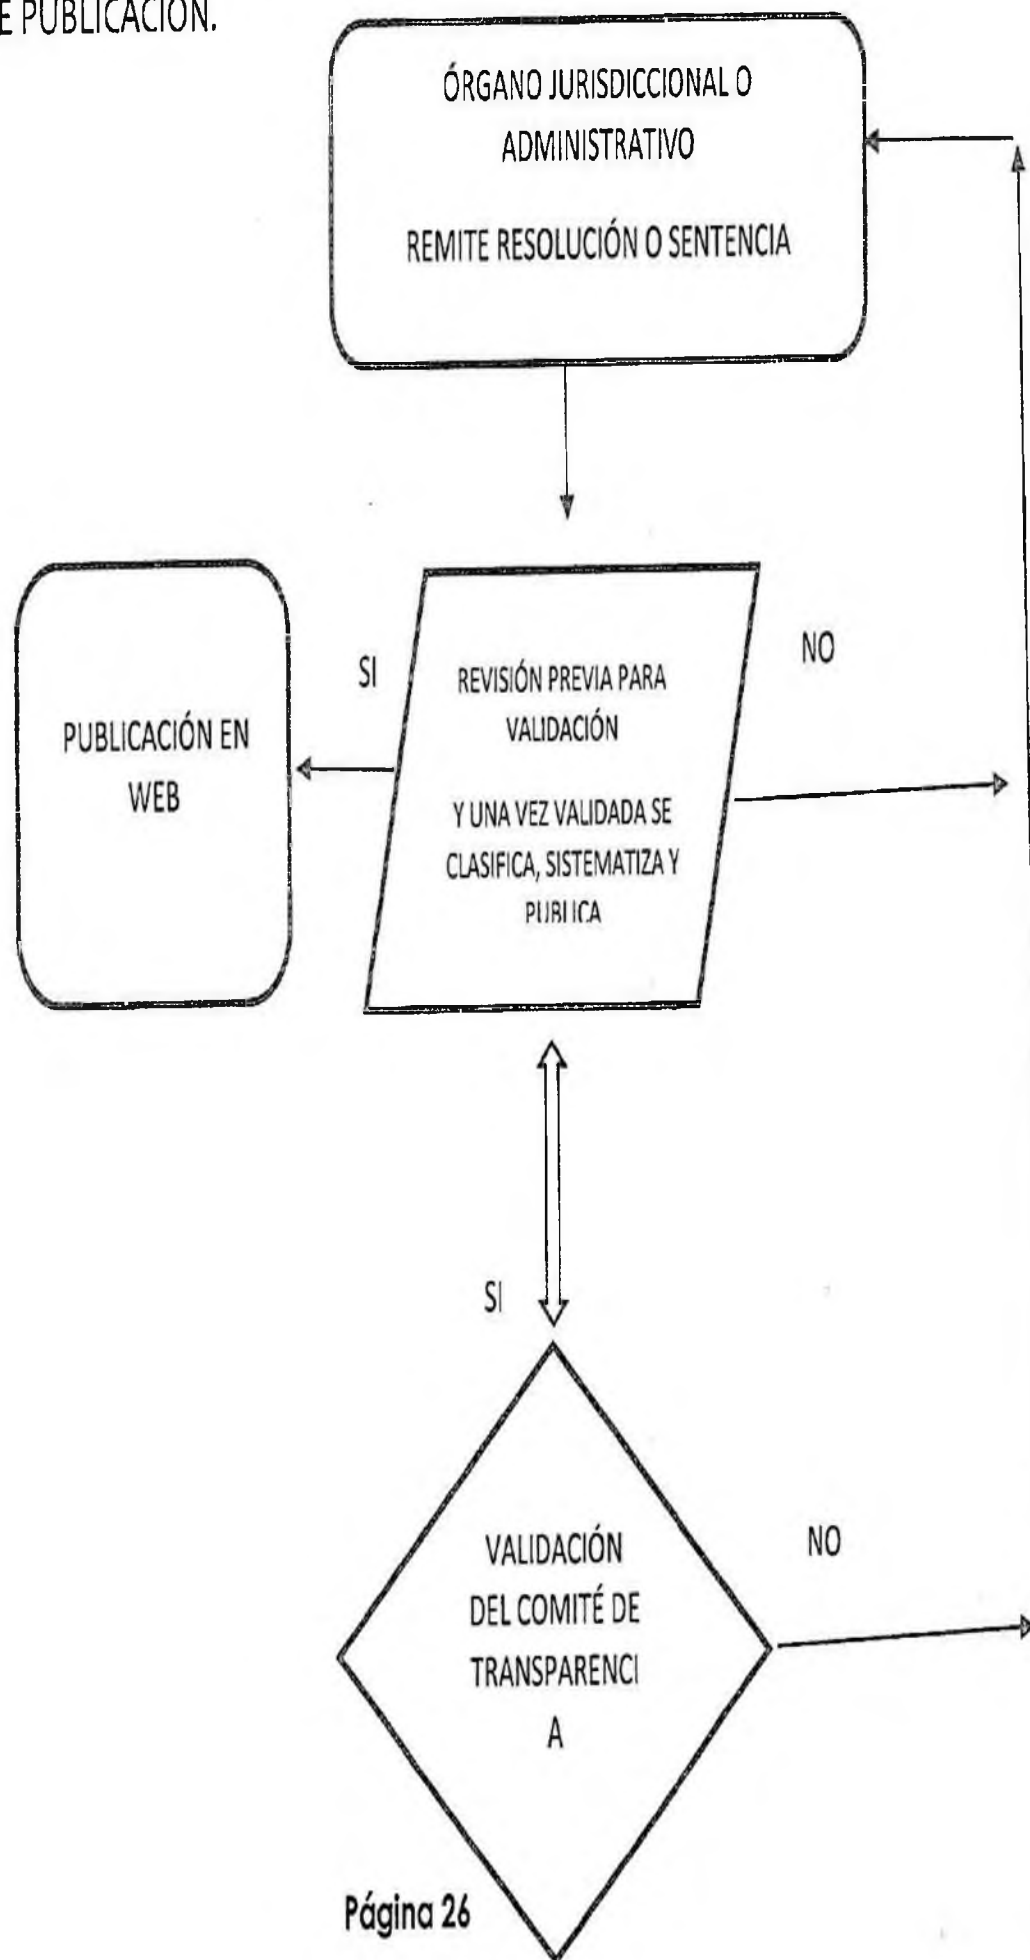 E PUBLICACIÓN.
ÓRGANO JURISDICCIONAL O
ADMINISTRATIVO
REMITE RESOLUCIÓN O SENTENCIA
SI
NO
PUBLICACIÓN EN
WEB
REVISIÓN PREVIA PARA
VALIDACIÓN
Y UNA VEZ VALIDADA SE
CLASIFICA, SISTEMATIZA Y
PUBLICA
SI
NO
VALIDACIÓN
DEL COMITÉ DE
TRANSPARENCI
A
Página 26